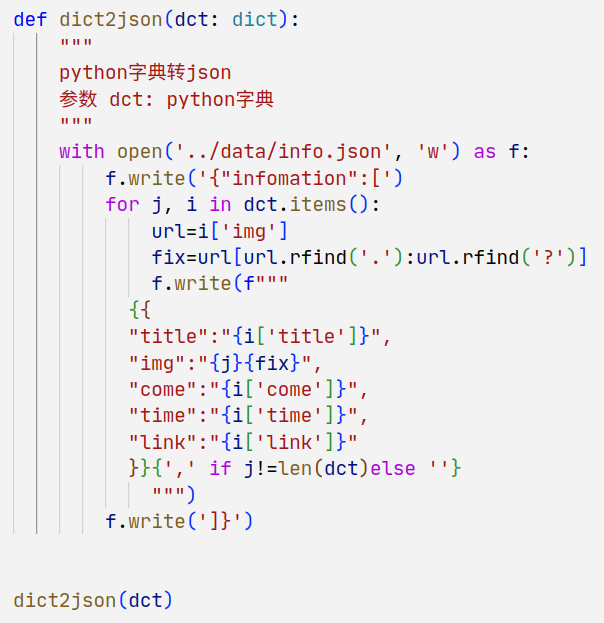 def dict2json(dct: dict):
    """
    python字典转json
    参数 dct: python字典
    """
    with open('../data/info.json', 'w') as f:
        f.write('{"infomation":[')
        for j, i in dct.items():
            url=i['img']
            fix=url[url.rfind('.'):url.rfind('?')]
            f.write(f"""
          {{
          "title":"{i['title']}",
          "img":"{j}{fix}",
          "come":"{i['come']}",
          "time":"{i['time']}",
          "link":"{i['link']}"
          }}{',' if j!=len(dct)else ''}
            """)
        f.write(']}')
dict2json(dct)